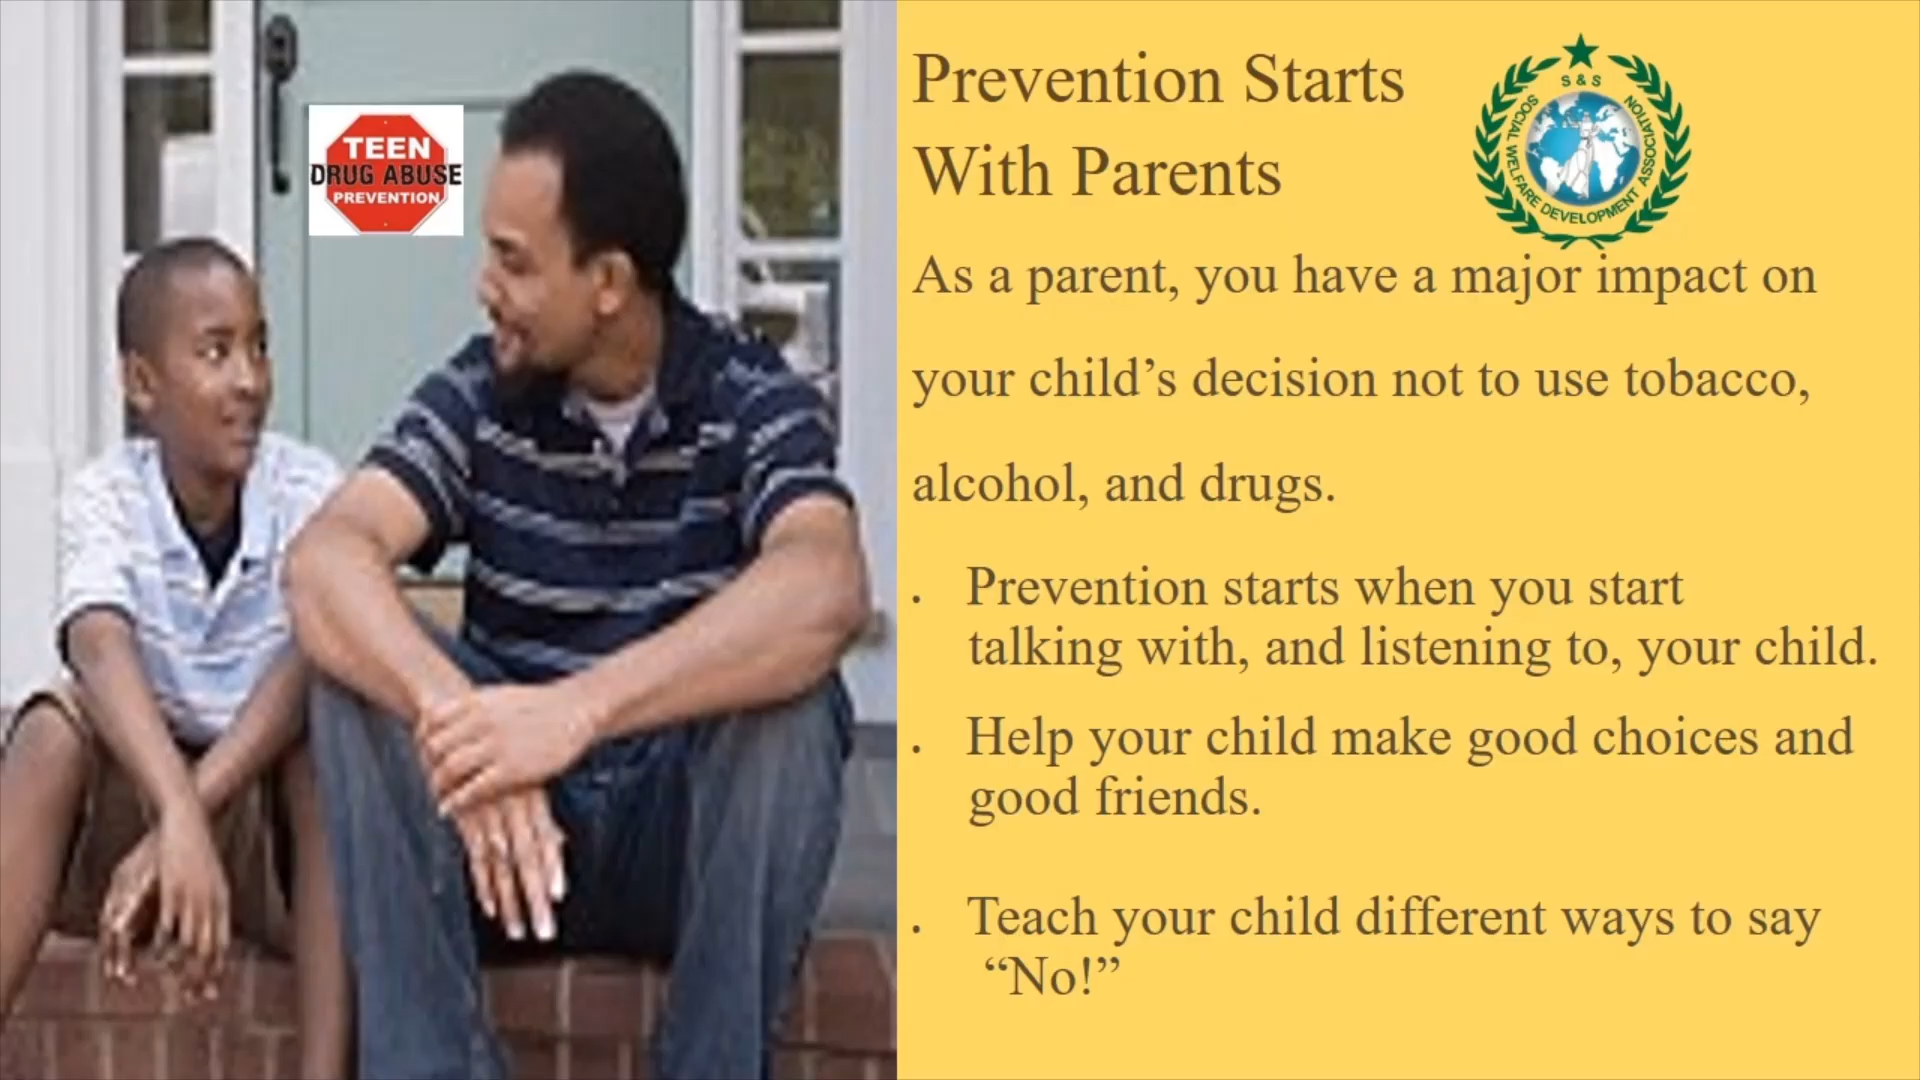 TEEN
DRUG ABUSE
PREVENTION
Prevention Starts
With Parents
S & S
SOCIAL WELFARE DEVELOPMENT ASSOCIATION
As a parent, you have a major impact on
your child’s decision not to use tobacco,
alcohol, and drugs.
. Prevention starts when you start
talking with, and listening to, your child.
. Help your child make good choices and
good friends.
. Teach your child different ways to say
“No!”